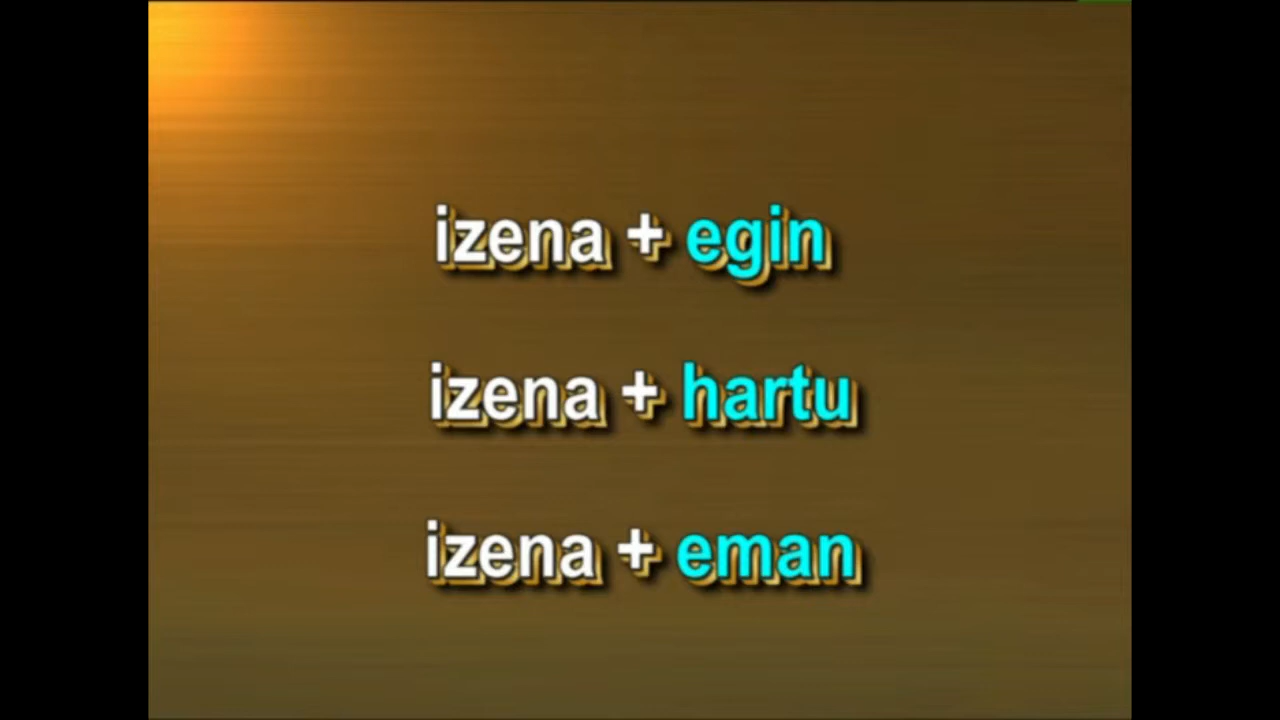 izena + egin
izena + hartu
izena + eman